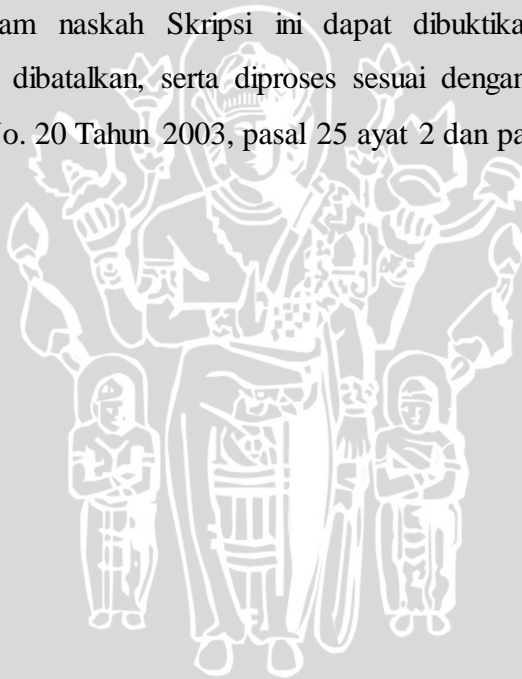 am naskah Skripsi ini dapat dibuktika
dibatalkan, serta diproses sesuai dengan
No. 20 Tahun 2003, pasal 25 ayat 2 dan pa